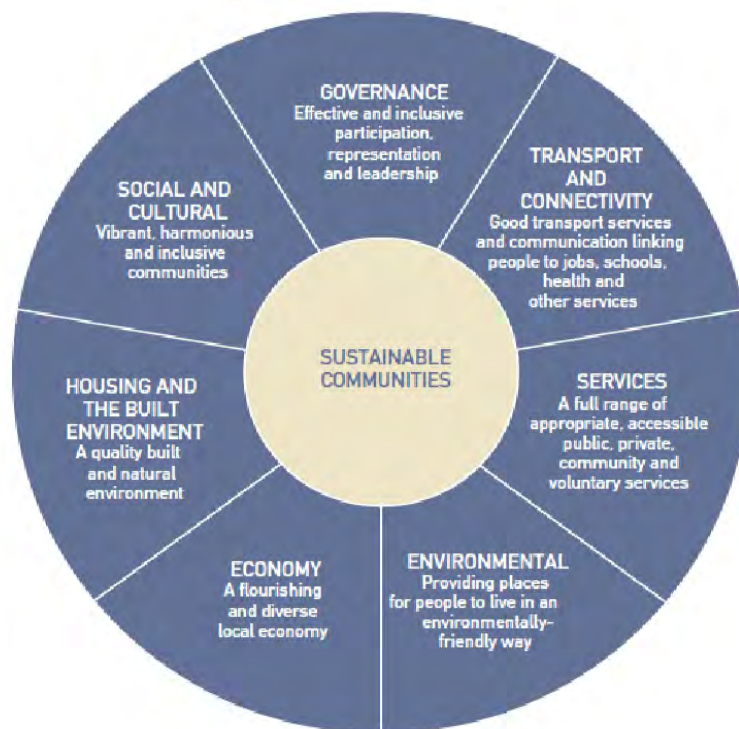 GOVERNANCE
Effective and inclusive
participation,
representation
and leadership
TRANSPORT
AND
CONNECTIVITY
Good transport services
and communication linking
people to jobs, schools,
health and
other services
SERVICES
A full range of
appropriate, accessible
public, private,
community and
voluntary services
ENVIRONMENTAL
Providing places
for people to live in an
environmentally-
friendly way
ECONOMY
A flourishing
and diverse
local economy
HOUSING AND
THE BUILT
ENVIRONMENT
A quality built
and natural
environment
SOCIAL AND
CULTURAL
Vibrant, harmonious
and inclusive
communities
SUSTAINABLE
COMMUNITIES